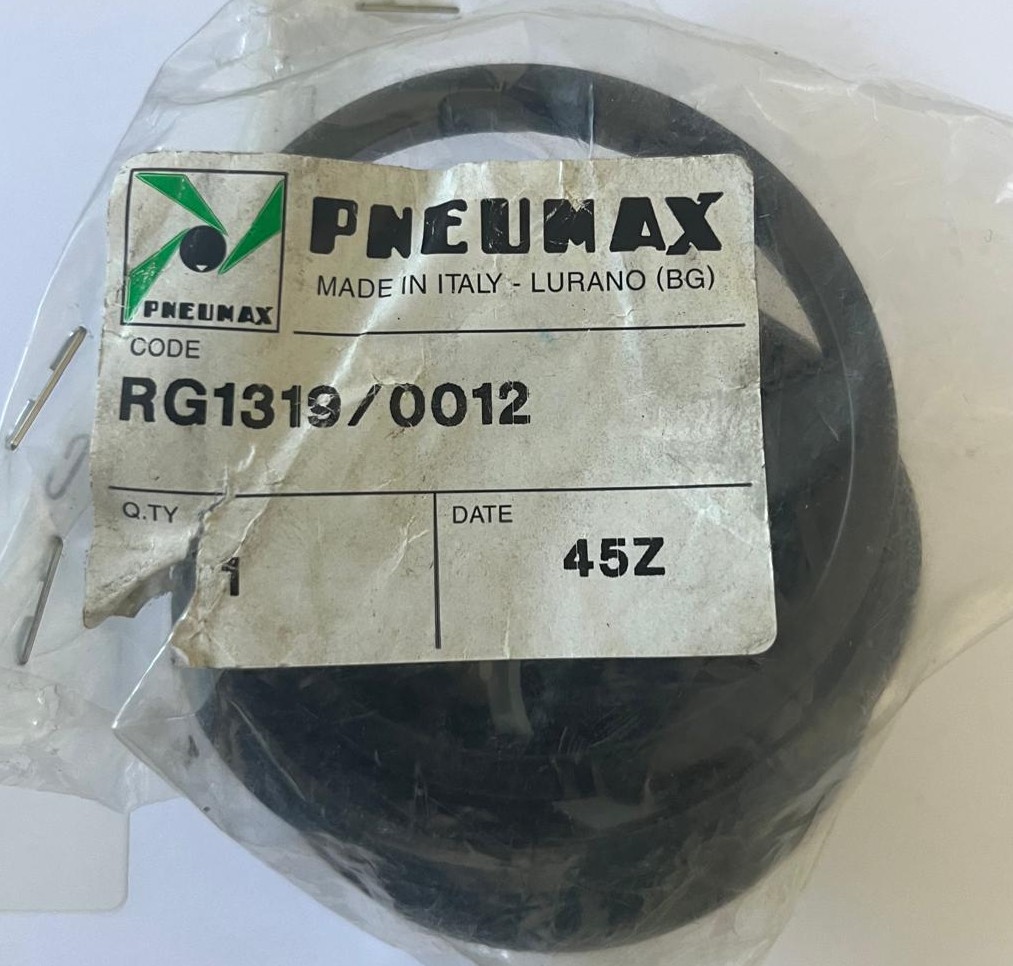 PNEUMAX
PNEUMAX
MADE IN ITALY - LURANO (BG)
CODE
RG1319/0012
Q.TY
1
DATE
45Z